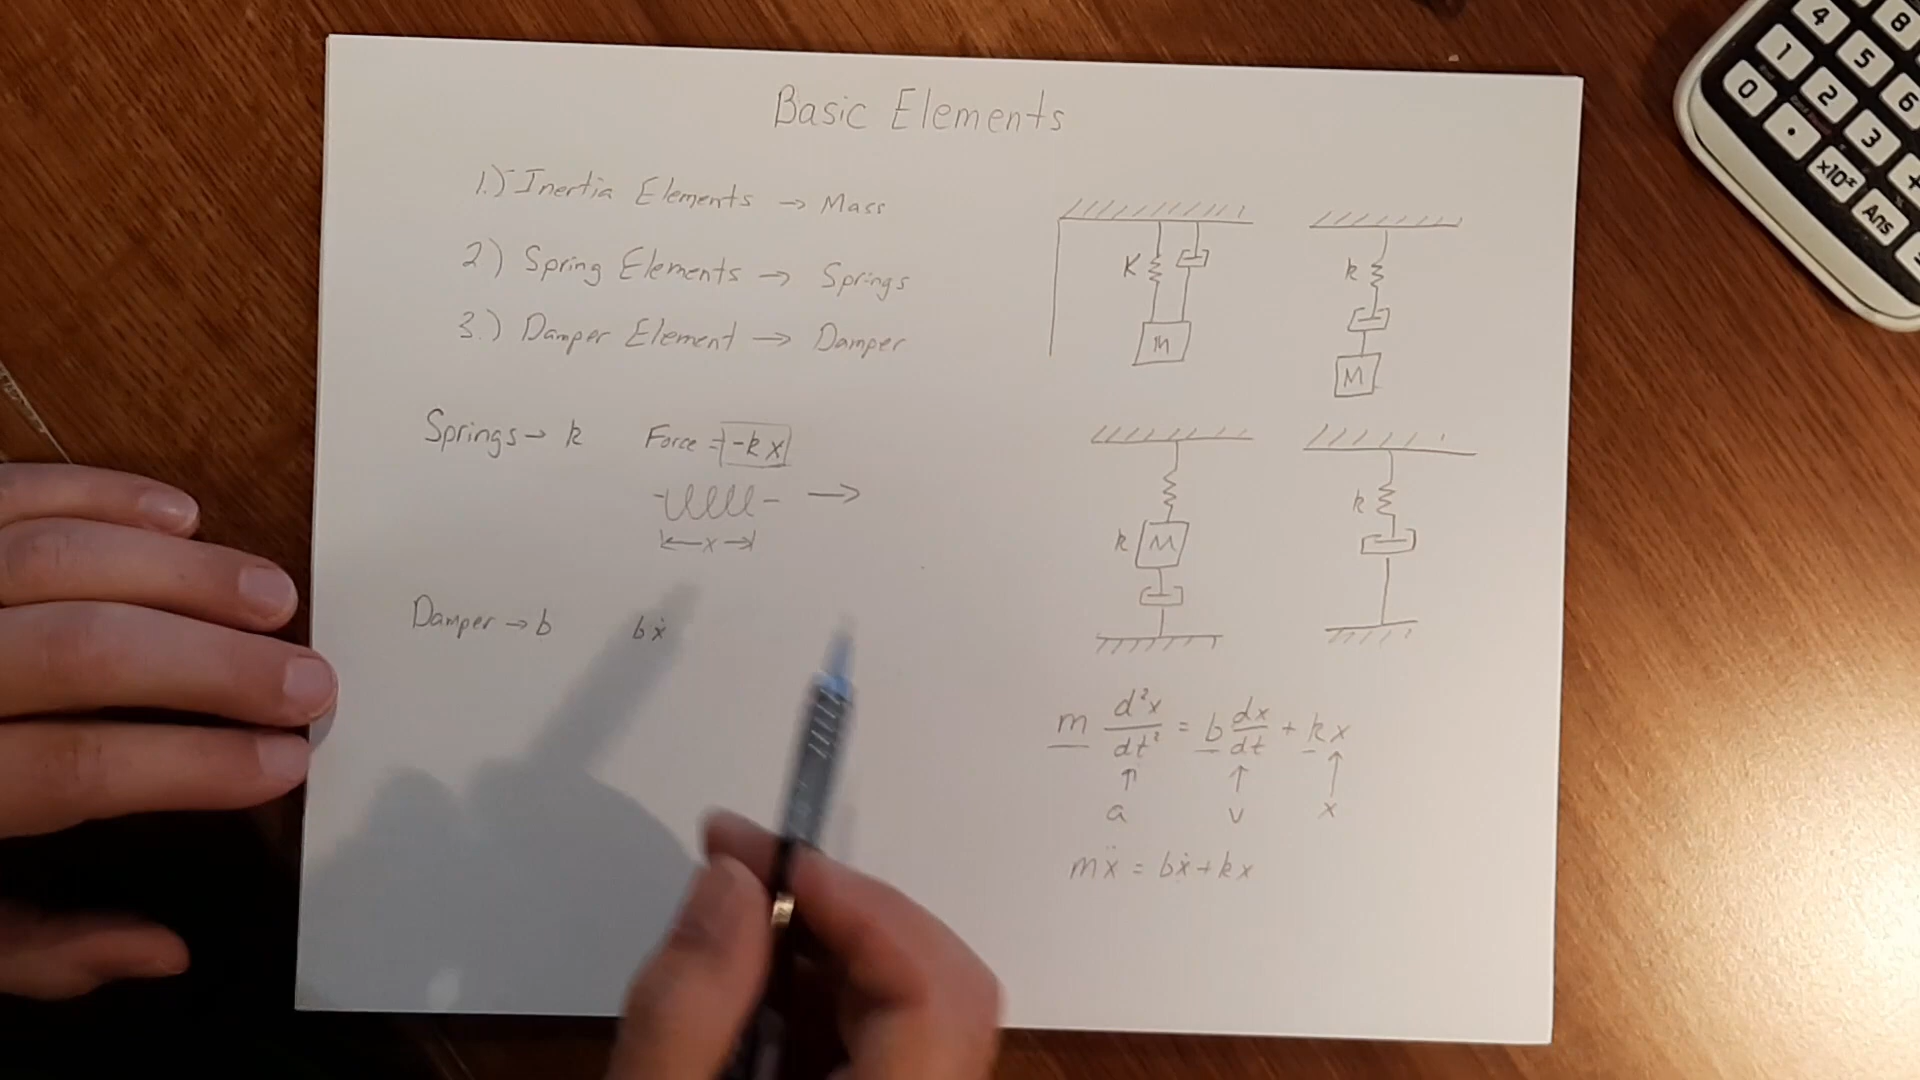 Basic Elements
1.) Inertia Elements → Mass
2.) Spring Elements → Springs
3.) Damper Element → Damper
Springs → k Force = -kx
x
Damper → b bẋ
K
m
k
M
k M
k
m d²x/dt² = b dx/dt + kx
a v x
mẍ = bẋ + kx
4 8
1 5
0 2 6
. 3
×10ˣ +
Ans